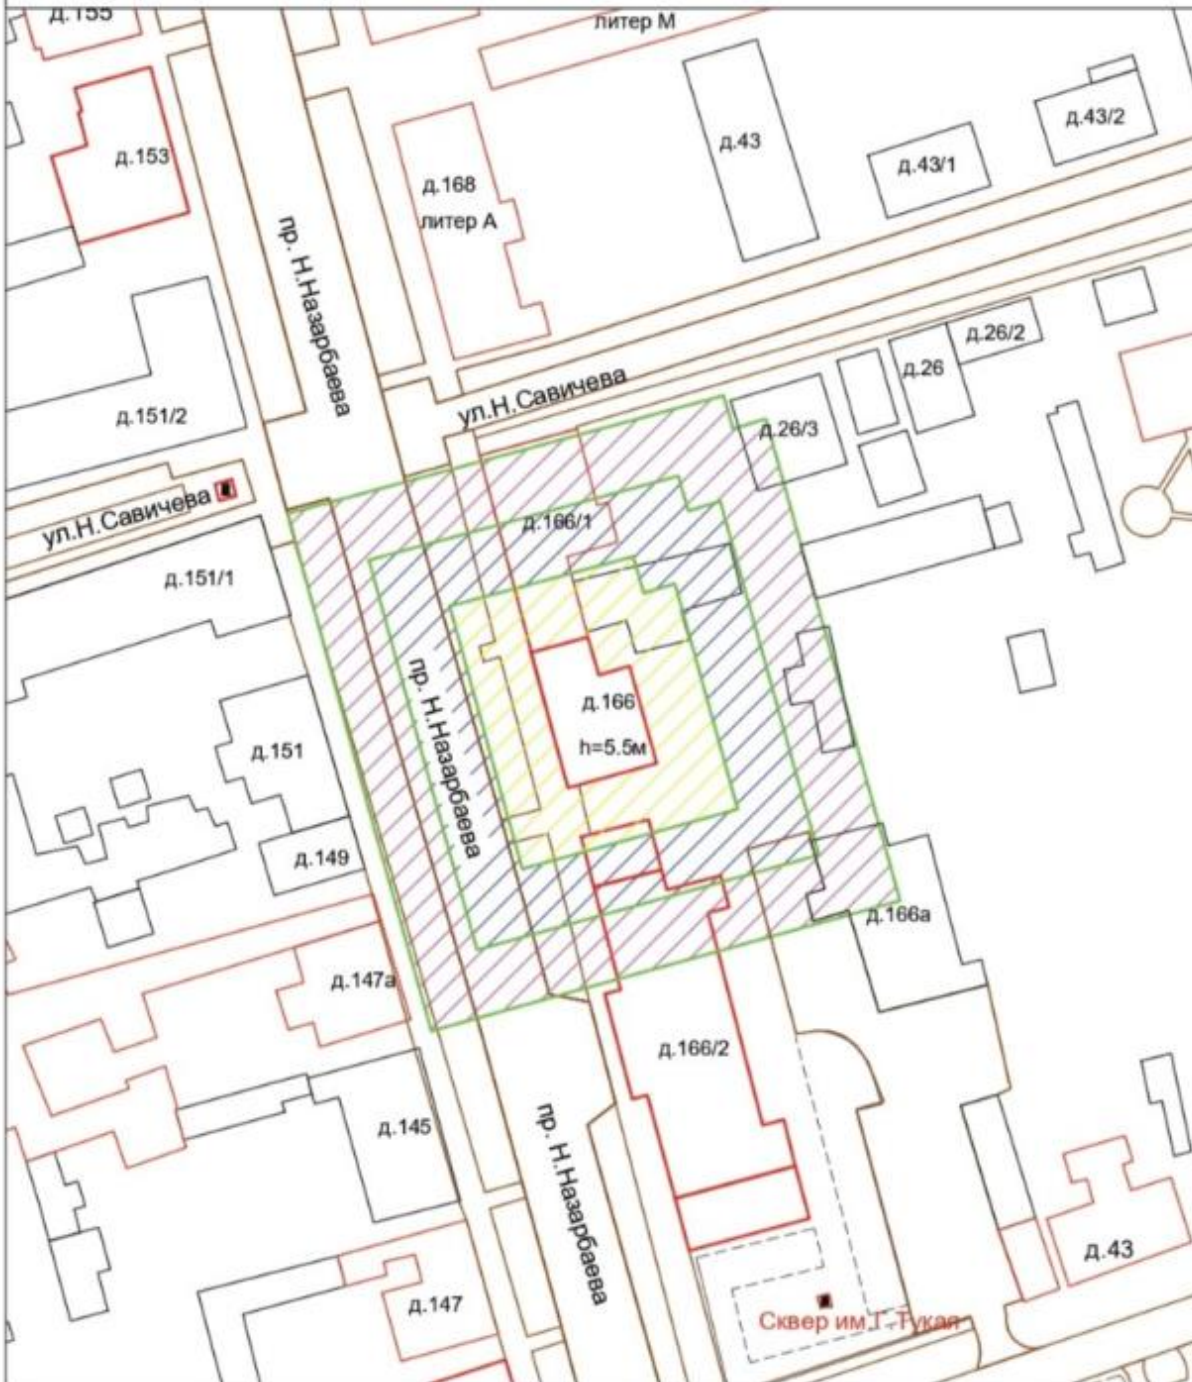 д.155
литер М
д.153
д.43
д.43/2
д.43/1
д.168
литер А
пр. Н.Назарбаева
д.26/2
д.26
ул.Н.Савичева
д.151/2
д.26/3
ул.Н.Савичева
д.166/1
д.151/1
д.166
h=5.5м
пр. Н.Назарбаева
д.151
д.149
д.166а
д.147а
д.166/2
д.145
пр. Н.Назарбаева
д.43
д.147
Сквер им.Г.Тукая